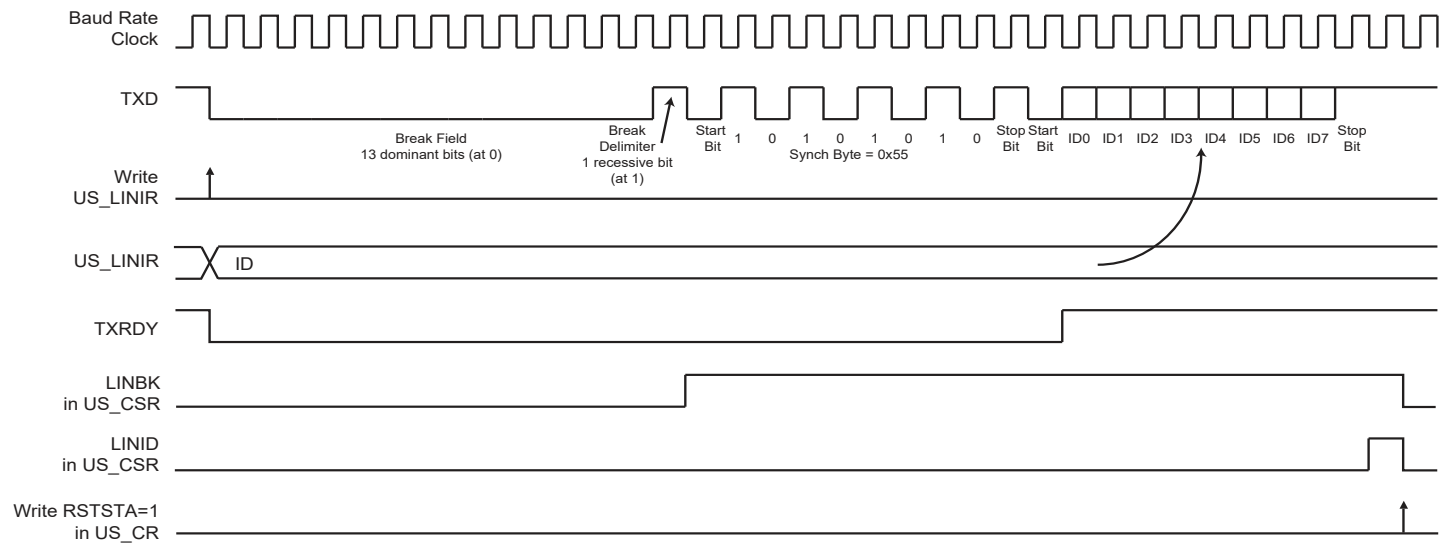 Baud Rate
Clock
TXD
Break Field
13 dominant bits (at 0)
Break
Delimiter
1 recessive bit
(at 1)
Start
Bit
1 0 1 0 1 0 1 0
Synch Byte = 0x55
Stop
Bit
Start
Bit
ID0 ID1 ID2 ID3 ID4 ID5 ID6 ID7
Stop
Bit
Write
US_LINIR
US_LINIR
ID
TXRDY
LINBK
in US_CSR
LINID
in US_CSR
Write RSTSTA=1
in US_CR